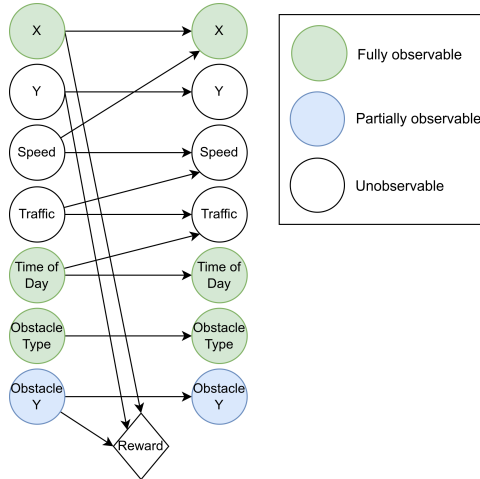 X
X
Fully observable
Y
Y
Partially observable
Speed
Speed
Unobservable
Traffic
Traffic
Time of
Day
Time of
Day
Obstacle
Type
Obstacle
Type
Obstacle
Y
Obstacle
Y
Reward